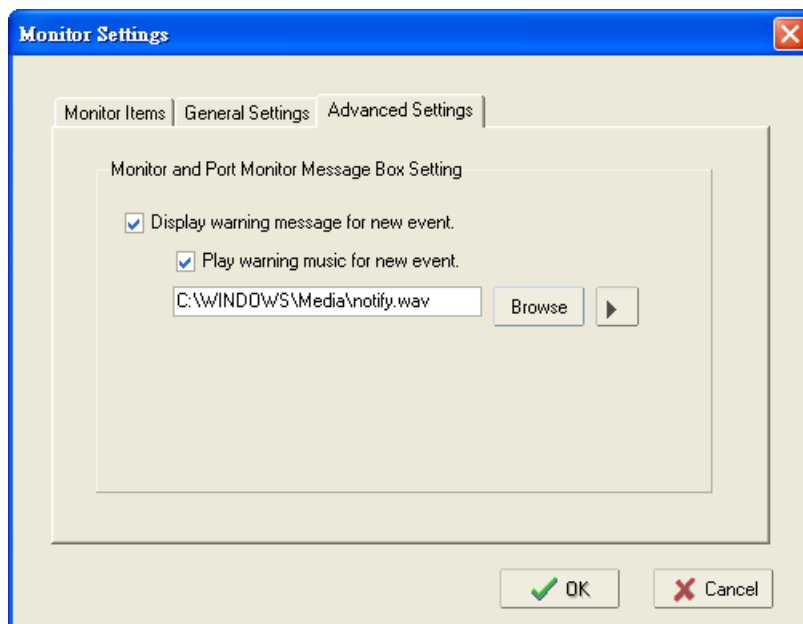 Monitor Settings
Monitor Items General Settings Advanced Settings
Monitor and Port Monitor Message Box Setting
Display warning message for new event.
Play warning music for new event.
C:\WINDOWS\Media\notify.wav Browse
OK Cancel